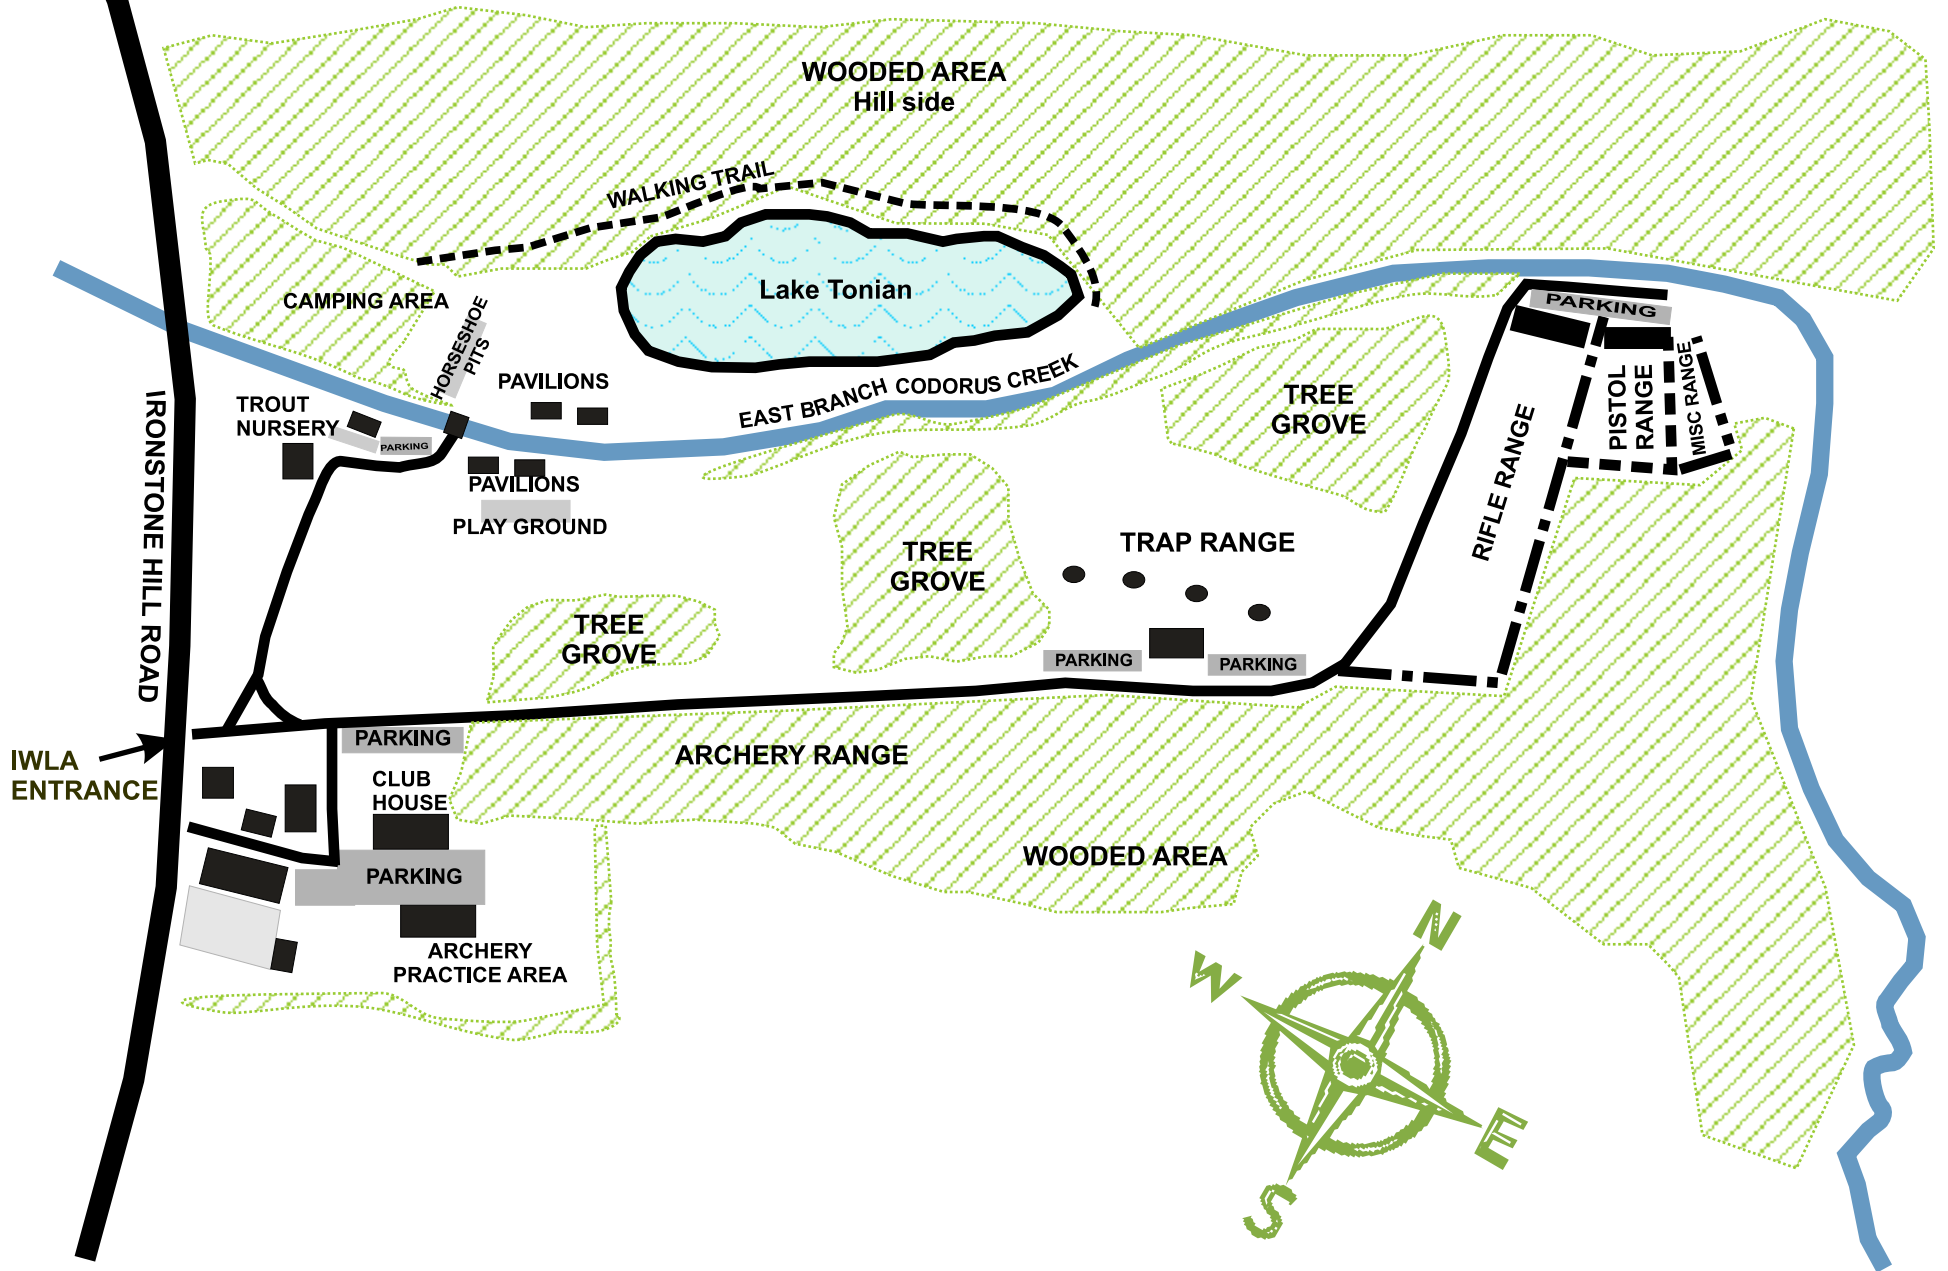 WOODED AREA
Hill side
WALKING TRAIL
Lake Tonian
CAMPING AREA
HORSESHOE
PITS
PAVILIONS
EAST BRANCH CODORUS CREEK
TROUT
NURSERY
PARKING
PAVILIONS
PLAY GROUND
IRONSTONE HILL ROAD
TREE
GROVE
PARKING
PISTOL
RANGE
MISC RANGE
RIFLE RANGE
TRAP RANGE
TREE
GROVE
TREE
GROVE
PARKING
PARKING
IWLA
ENTRANCE
PARKING
CLUB
HOUSE
ARCHERY RANGE
PARKING
WOODED AREA
ARCHERY
PRACTICE AREA
N
W
E
S